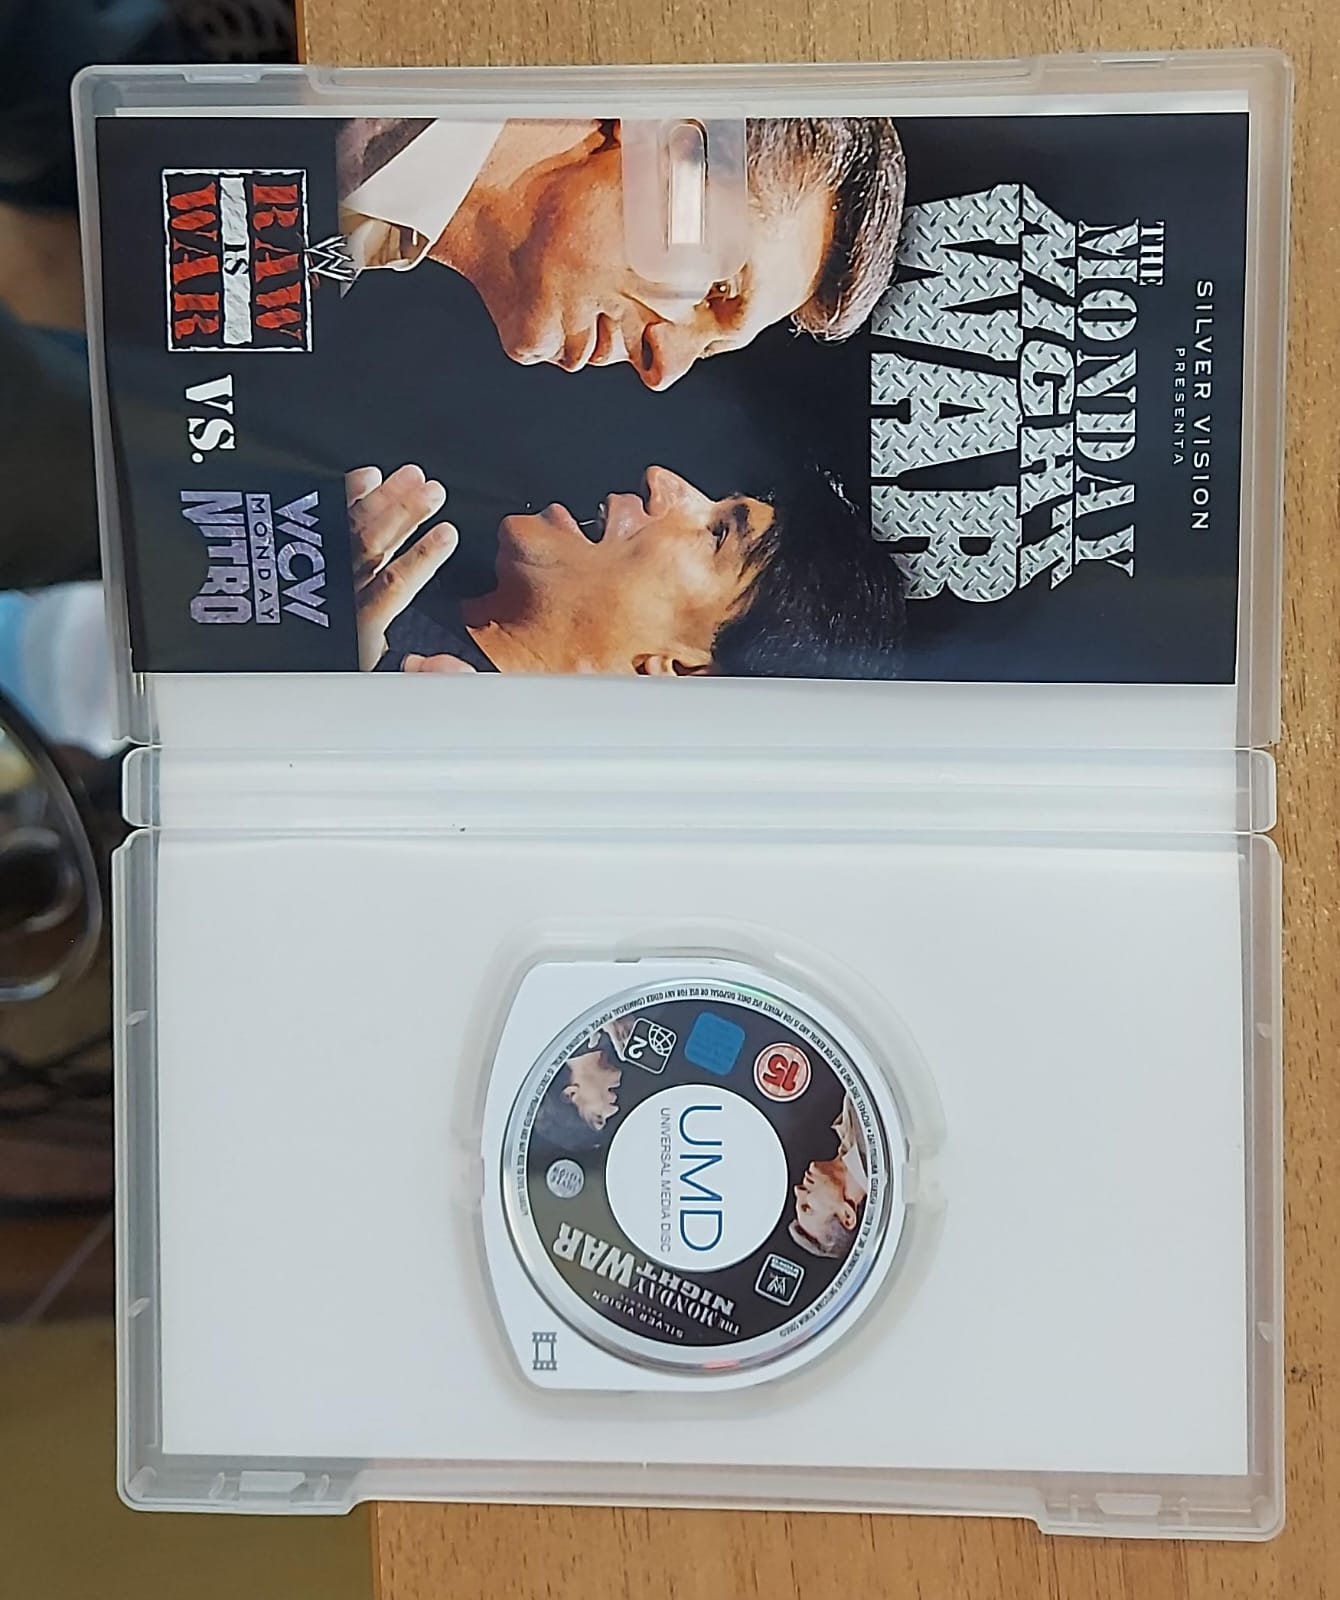 SILVER VISION
PRESENTA
THE
MONDAY
NIGHT
WAR
RAW
IS
WAR
VS.
WCW
MONDAY
NITRO
UMD
UNIVERSAL MEDIA DISC
15
2
SILVER VISION
THE MONDAY
NIGHT
WAR